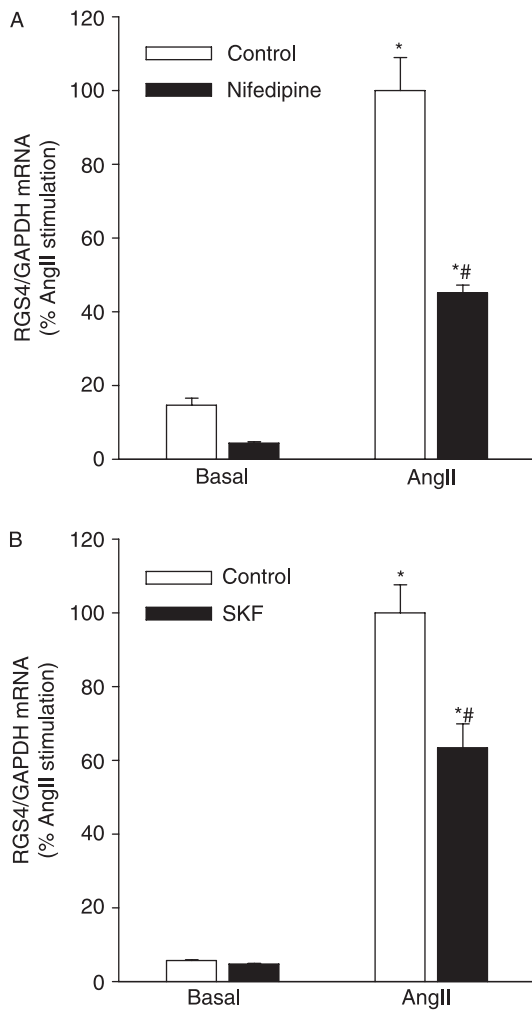 A
120
100
80
60
40
20
0
RGS4/GAPDH mRNA
(% AngII stimulation)
Control
Nifedipine
*
*#
Basal
AngII
B
120
100
80
60
40
20
0
RGS4/GAPDH mRNA
(% AngII stimulation)
Control
SKF
*
*#
Basal
AngII